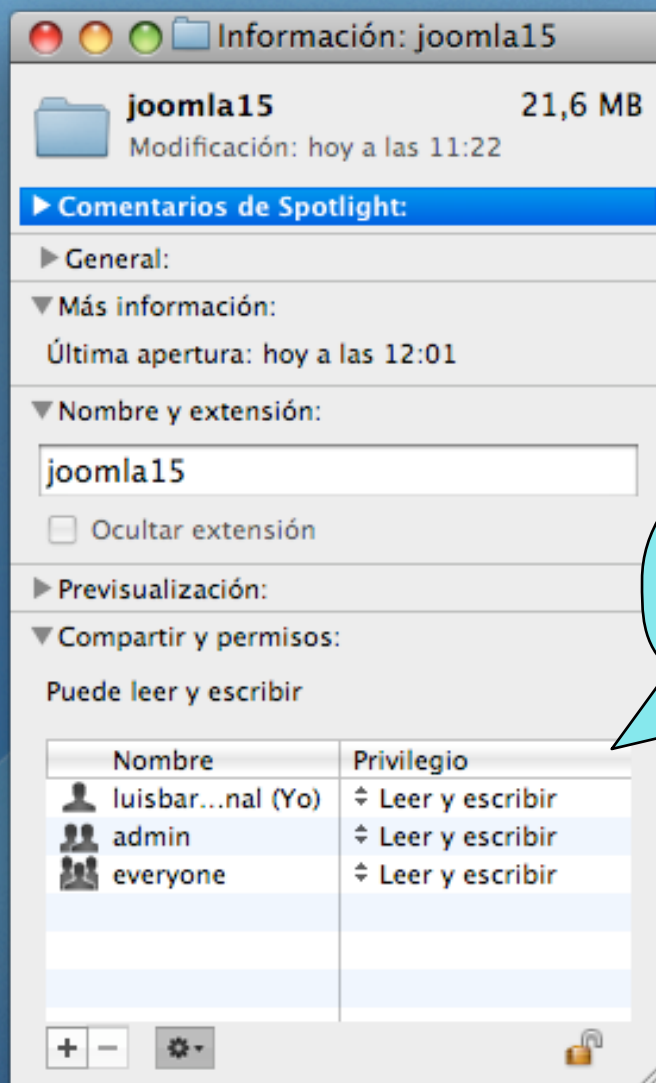 Información: joomla15
joomla15 21,6 MB
Modificación: hoy a las 11:22
Comentarios de Spotlight:
General:
Más información:
Última apertura: hoy a las 12:01
Nombre y extensión:
joomla15
Ocultar extensión
Previsualización:
Compartir y permisos:
Puede leer y escribir
Nombre Privilegio
luisbar...nal (Yo) Leer y escribir
admin Leer y escribir
everyone Leer y escribir